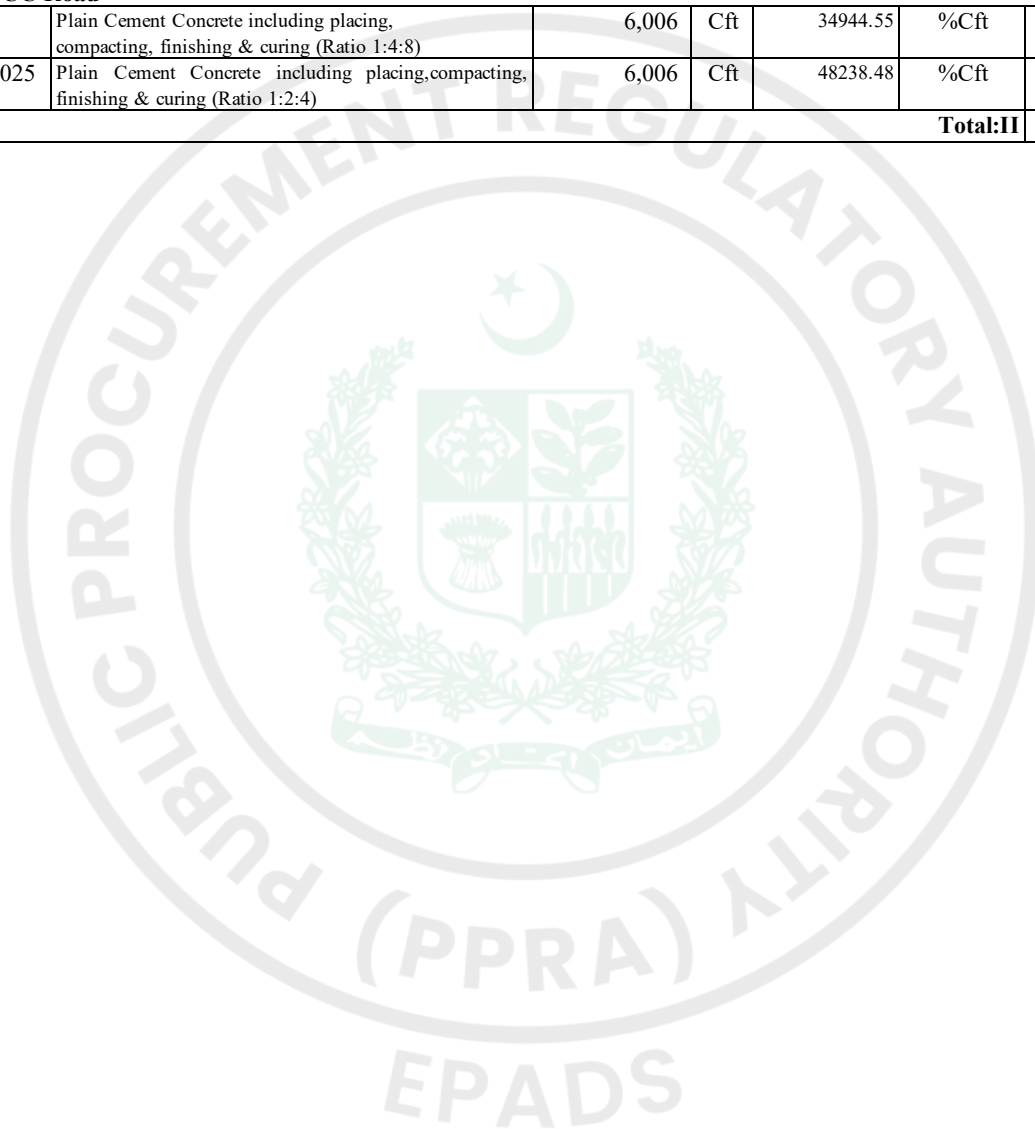 Plain Cement Concrete including placing, 6,006 Cft 34944.55 %Cft
compacting, finishing & curing (Ratio 1:4:8)
025 Plain Cement Concrete including placing,compacting, 6,006 Cft 48238.48 %Cft
finishing & curing (Ratio 1:2:4)
Total:II
PUBLIC PROCUREMENT REGULATORY AUTHORITY
(PPRA)
EPADS